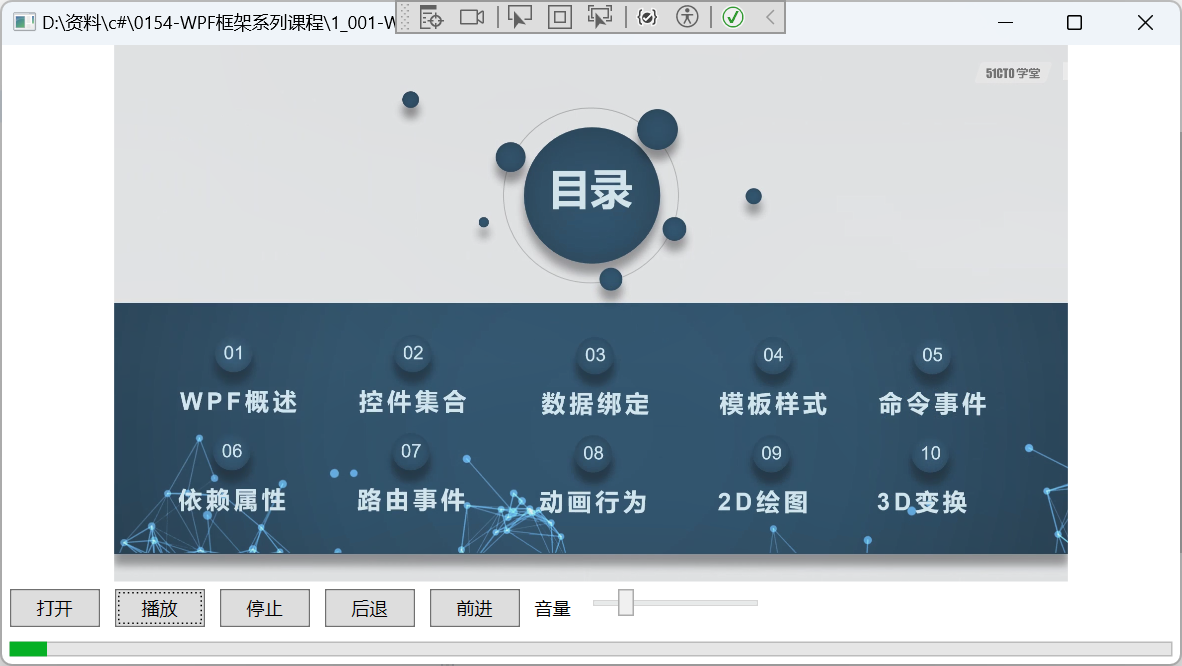 D:\资料\c#\0154-WPF框架系列课程\1_001-W
51CTO学堂
目录
01 02 03 04 05
WPF概述 控件集合 数据绑定 模板样式 命令事件
06 07 08 09 10
依赖属性 路由事件 动画行为 2D绘图 3D变换
打开 播放 停止 后退 前进 音量